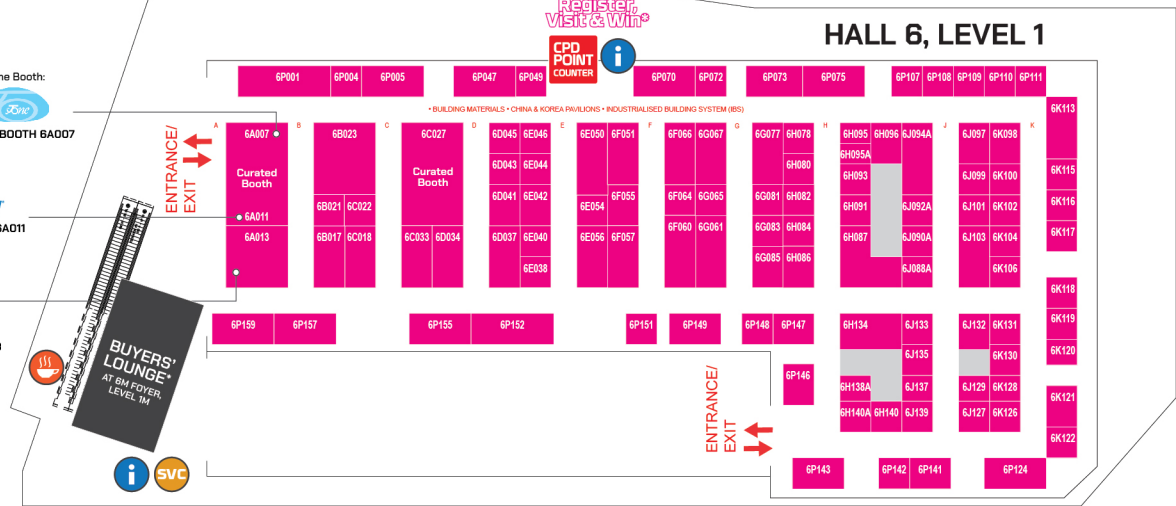 Register,
Visit & Win*
HALL 6, LEVEL 1
CPD
POINT
COUNTER
i
ne Booth:
BOOTH 6A007
6A011
6P001 6P004 6P005 6P047 6P049 6P070 6P072 6P073 6P075 6P107 6P108 6P109 6P110 6P111
• BUILDING MATERIALS • CHINA & KOREA PAVILIONS • INDUSTRIALISED BUILDING SYSTEM (IBS)
A B C D E F G H J K
ENTRANCE/
EXIT
6A007 6B023 6C027 6D045 6E046 6E050 6F051 6F066 6G067 6G077 6H078 6H095 6H096 6J094A 6J097 6K098 6K113
6H095A
Curated
Booth
Curated
Booth
6D043 6E044 6H080 6H093 6J099 6K100 6K115
6D041 6E042 6F055 6F064 6G065 6G081 6H082
6B021 6C022 6E054 6H091 6J092A 6J101 6K102 6K116
6A011
6A013 6B017 6C018 6C033 6D034 6D037 6E040 6E056 6F057 6F060 6G061 6G083 6H084 6H087 6J090A 6J103 6K104 6K117
6E038 6G085 6H086 6J088A 6K106
6K118
6P159 6P157 6P155 6P152 6P151 6P149 6P148 6P147 6H134 6J133 6J132 6K131 6K119
6J135 6K130 6K120
6P146 6H138A 6J137 6J129 6K128 6K121
6H140A 6H140 6J139 6J127 6K126
6K122
BUYERS'
LOUNGE*
AT 6M FOYER,
LEVEL 1M
ENTRANCE/
EXIT
i SVC
6P143 6P142 6P141 6P124